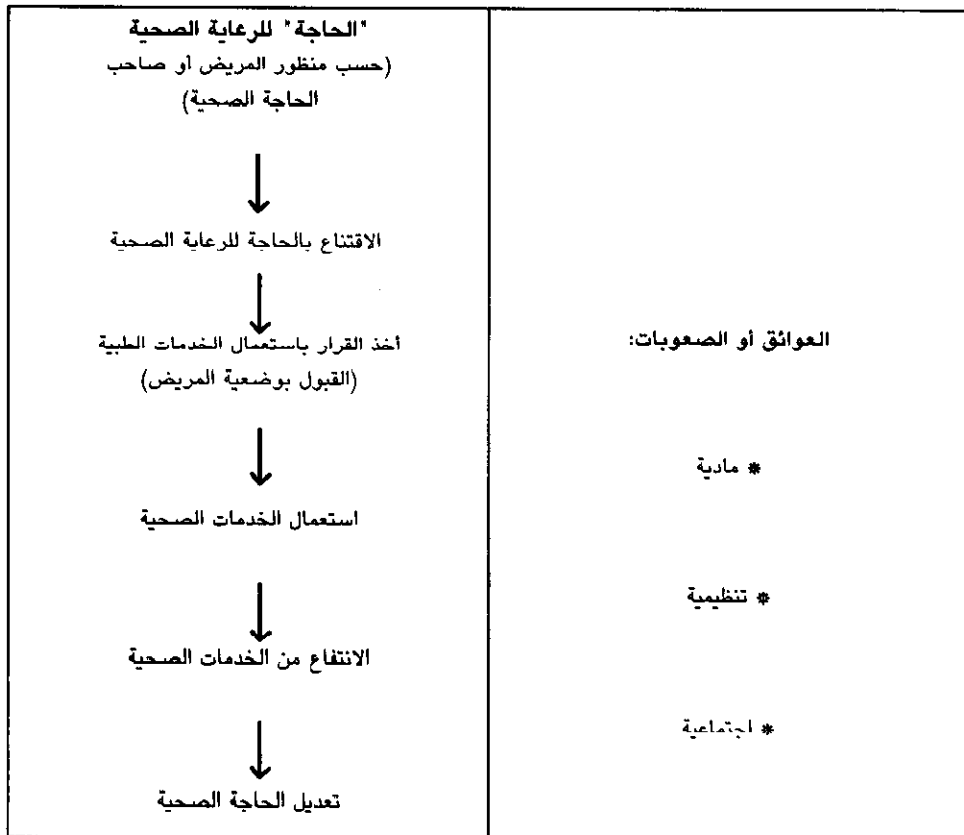 "الحاجة" للرعاية الصحية
(حسب منظور المريض او صاحب
الحاجة الصحية)
الاقتناع بالحاجة للرعاية الصحية
أخذ القرار باستعمال الخدمات الطبية
(القبول بوضعية المريض)
استعمال الخدمات الصحية
الانتفاع من الخدمات الصحية
تعديل الحاجة الصحية
العوائق أو الصعوبات:
* مادية
* تنظيمية
* اجتماعية